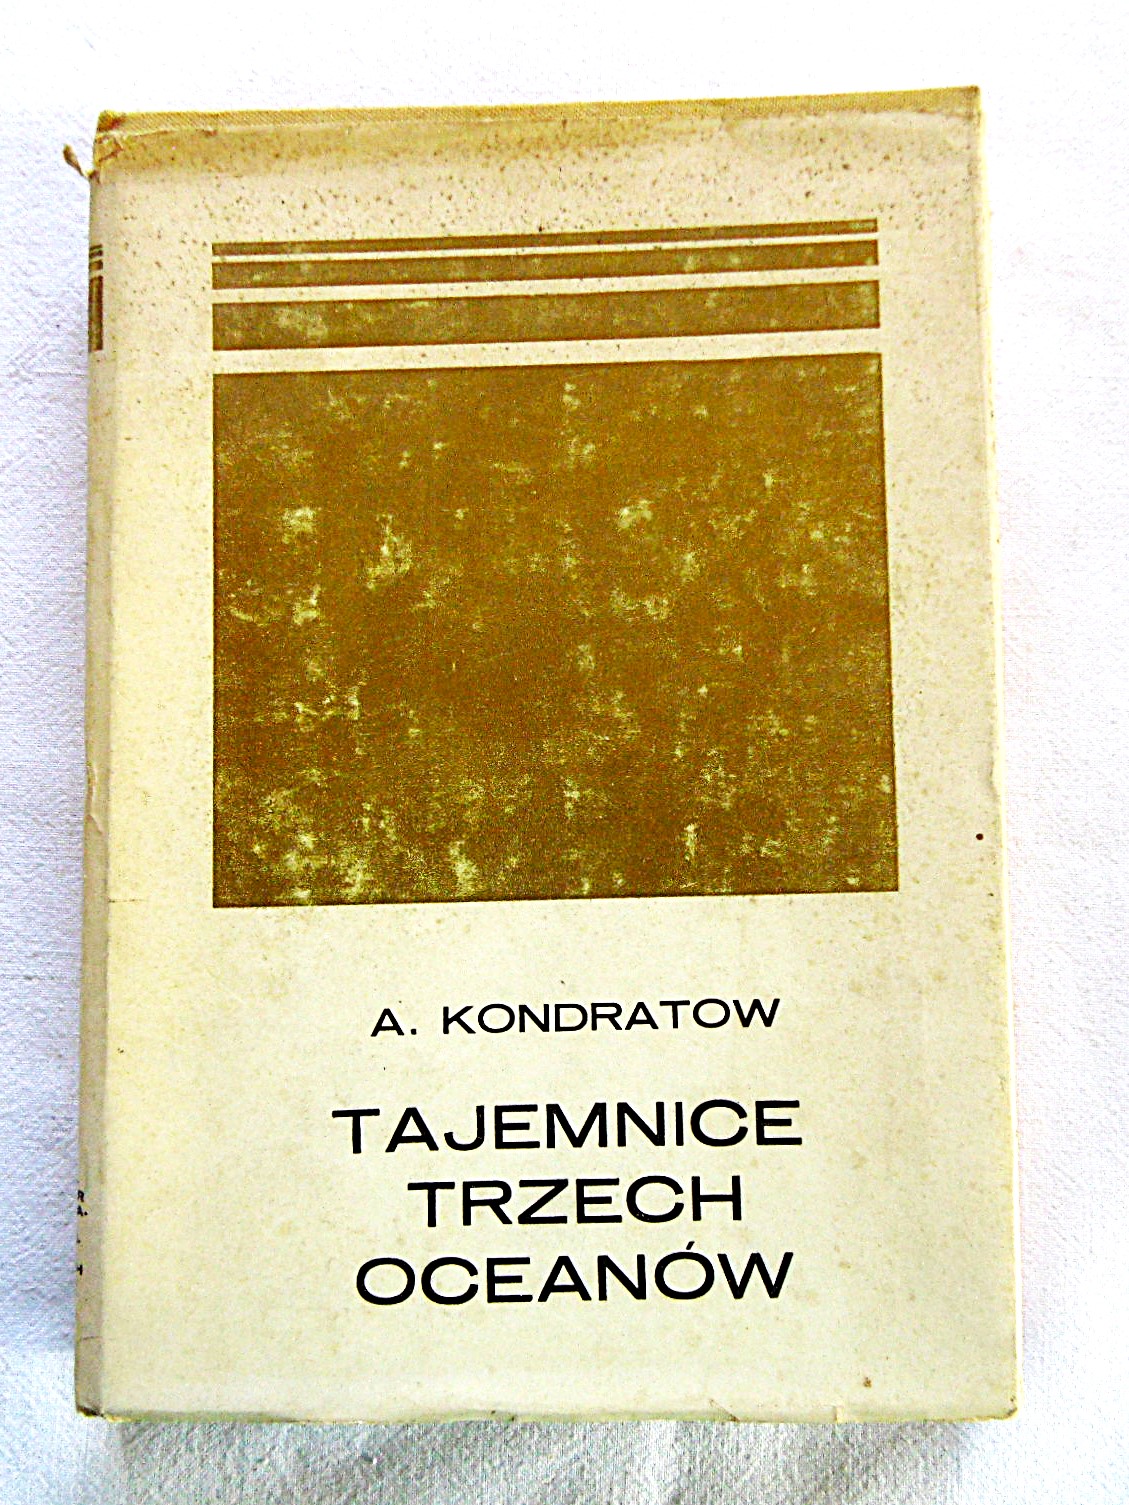 A. KONDRATOW
TAJEMNICE
TRZECH
OCEANÓW